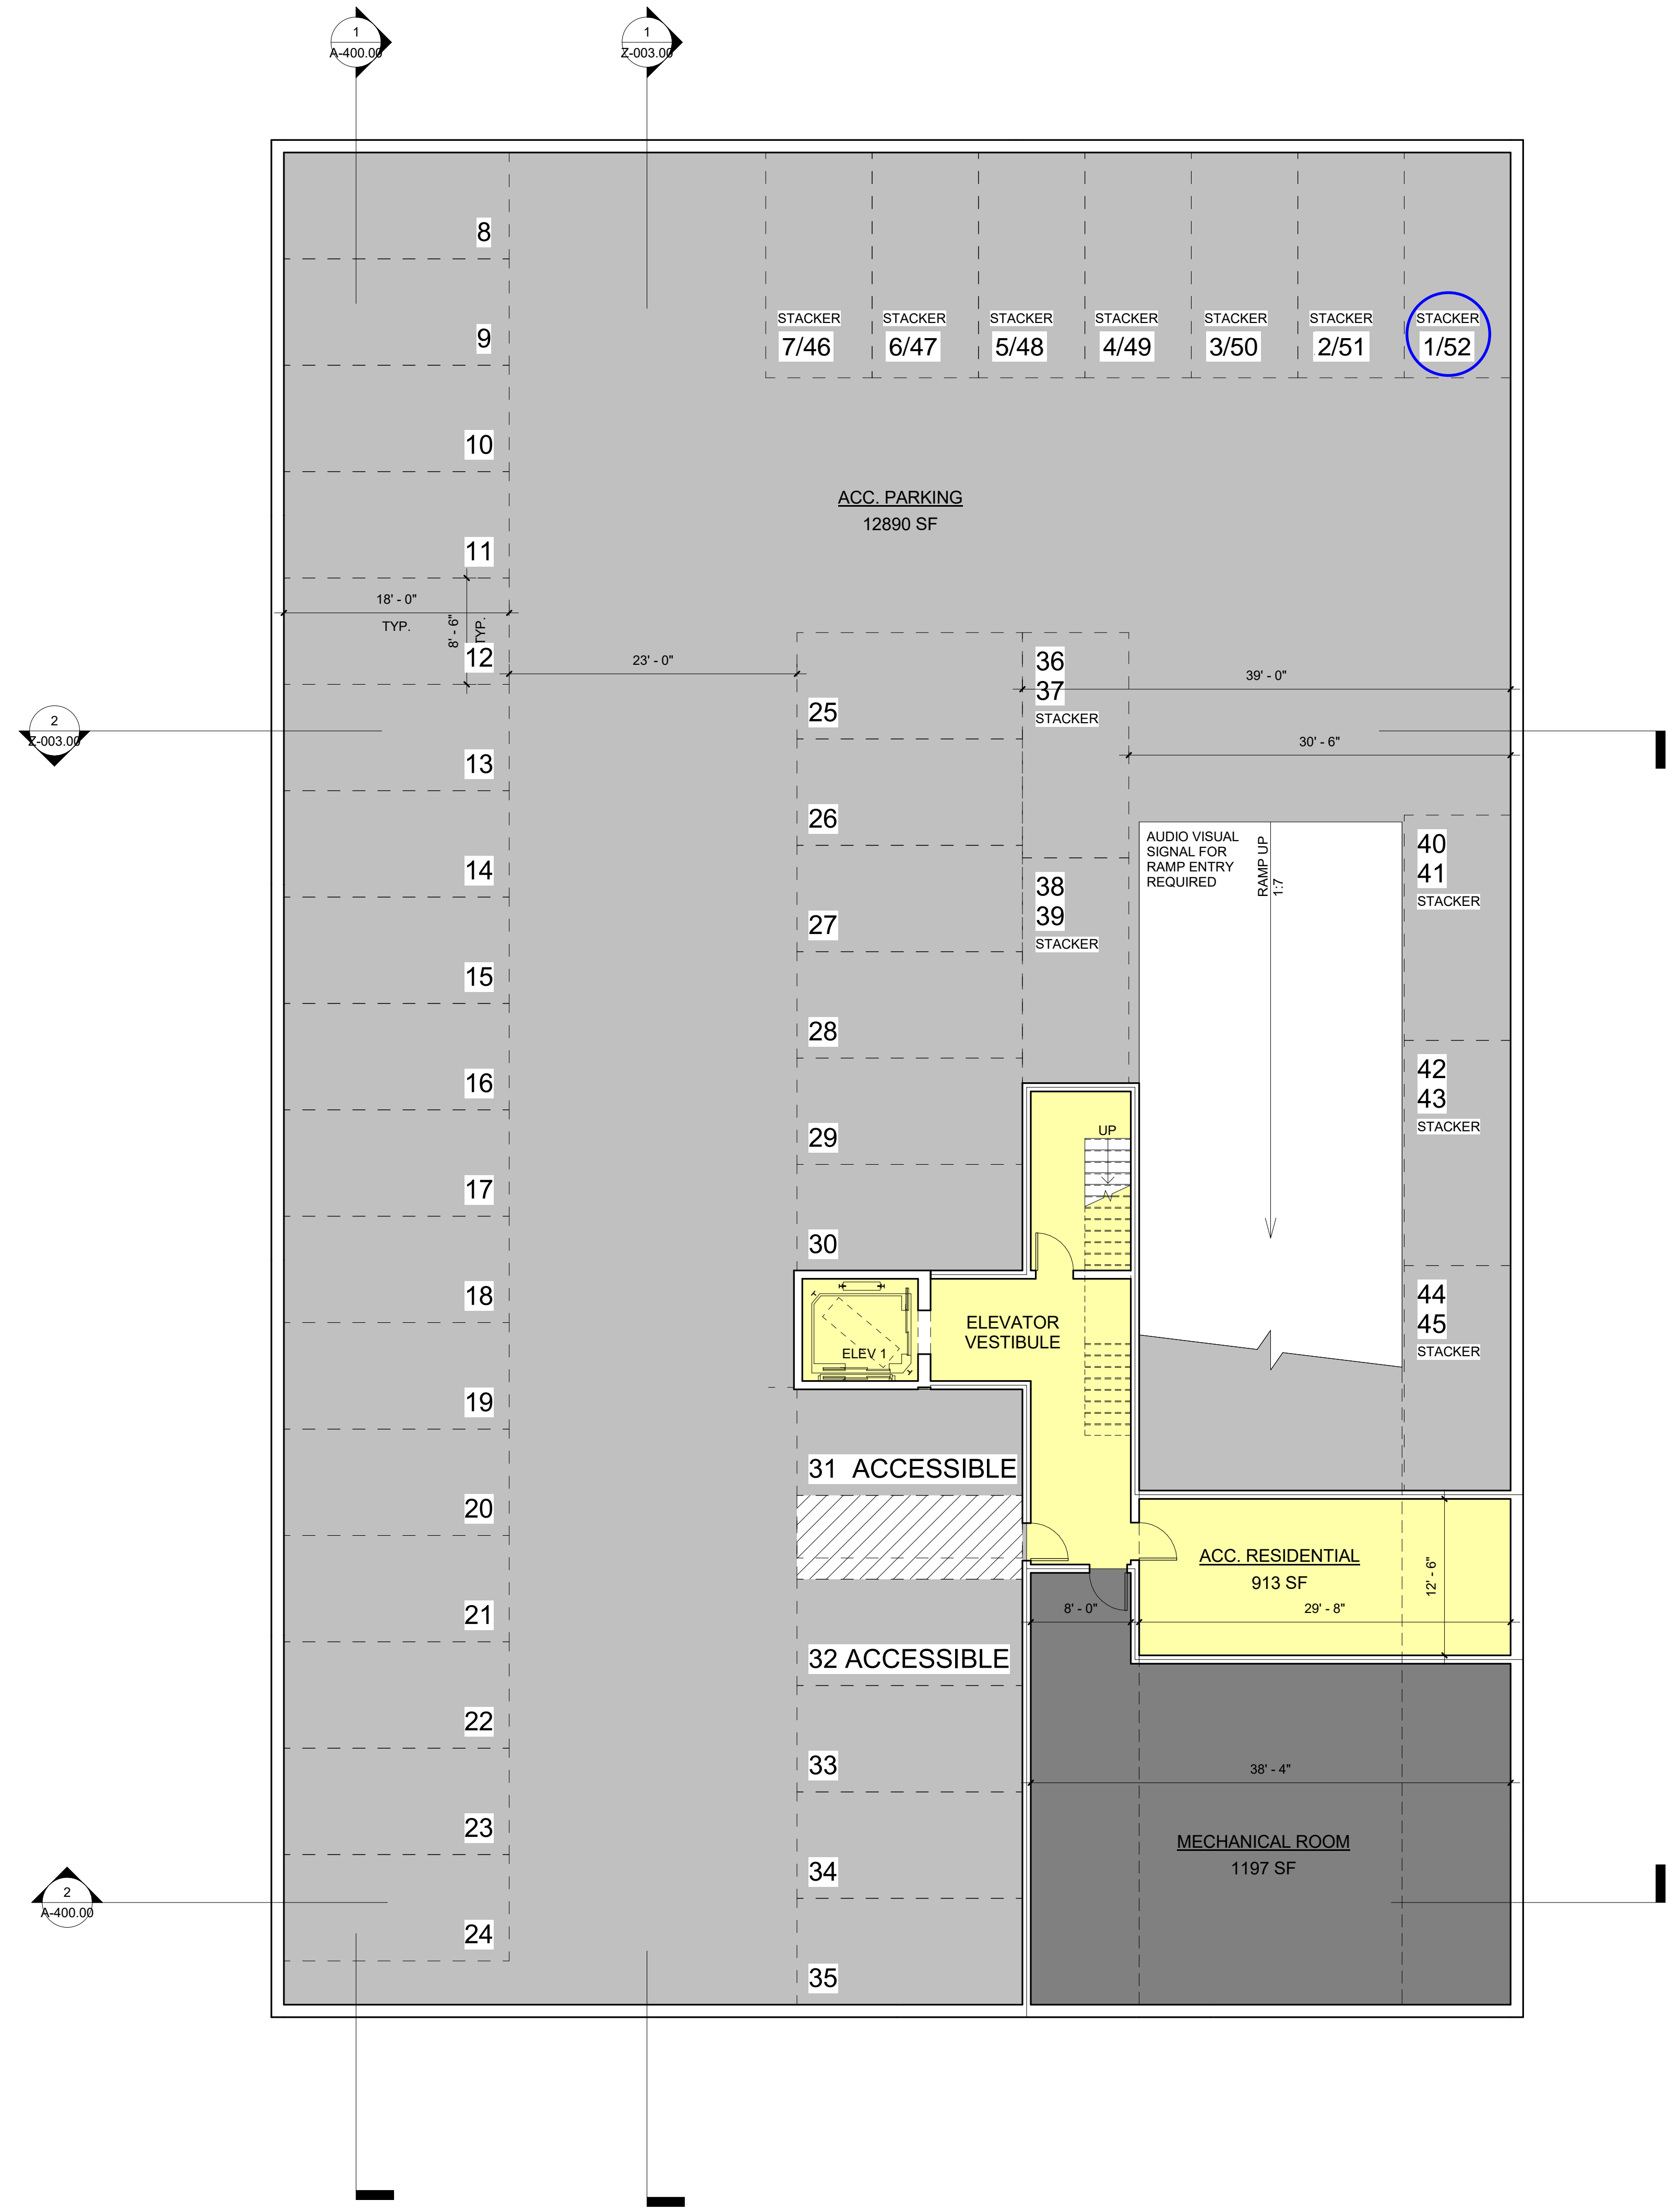 1
A-400.00
1
Z-003.00
8
9
10
11
18' - 0"
TYP.
8' - 6"
TYP.
12
13
14
15
16
17
18
19
20
21
22
23
24
STACKER
7/46
STACKER
6/47
STACKER
5/48
STACKER
4/49
STACKER
3/50
STACKER
2/51
STACKER
1/52
ACC. PARKING
12890 SF
23' - 0"
36
37
STACKER
39' - 0"
30' - 6"
2
Z-003.00
25
26
27
28
29
30
38
39
STACKER
AUDIO VISUAL
SIGNAL FOR
RAMP ENTRY
REQUIRED
RAMP UP
1:7
40
41
STACKER
42
43
STACKER
44
45
STACKER
UP
ELEVATOR
VESTIBULE
ELEV 1
31 ACCESSIBLE
32 ACCESSIBLE
33
34
35
ACC. RESIDENTIAL
913 SF
12' - 6"
8' - 0"
29' - 8"
38' - 4"
MECHANICAL ROOM
1197 SF
2
A-400.00